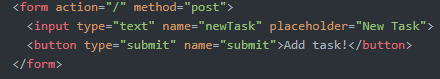 <form action="/" method="post">
<input type="text" name="newTask" placeholder="New Task">
<button type="submit" name="submit">Add task!</button>
</form>